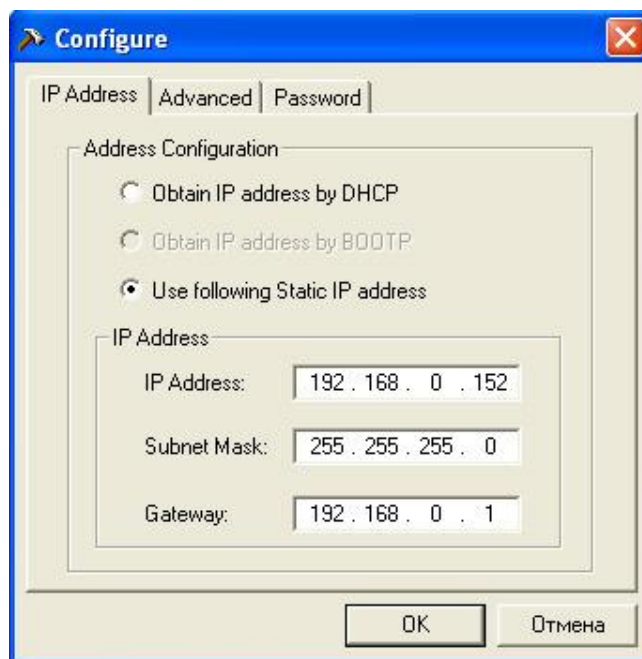 Configure
IP Address Advanced Password
Address Configuration
Obtain IP address by DHCP
Obtain IP address by BOOTP
Use following Static IP address
IP Address
IP Address: 192 . 168 . 0 . 152
Subnet Mask: 255 . 255 . 255 . 0
Gateway: 192 . 168 . 0 . 1
OK Отмена